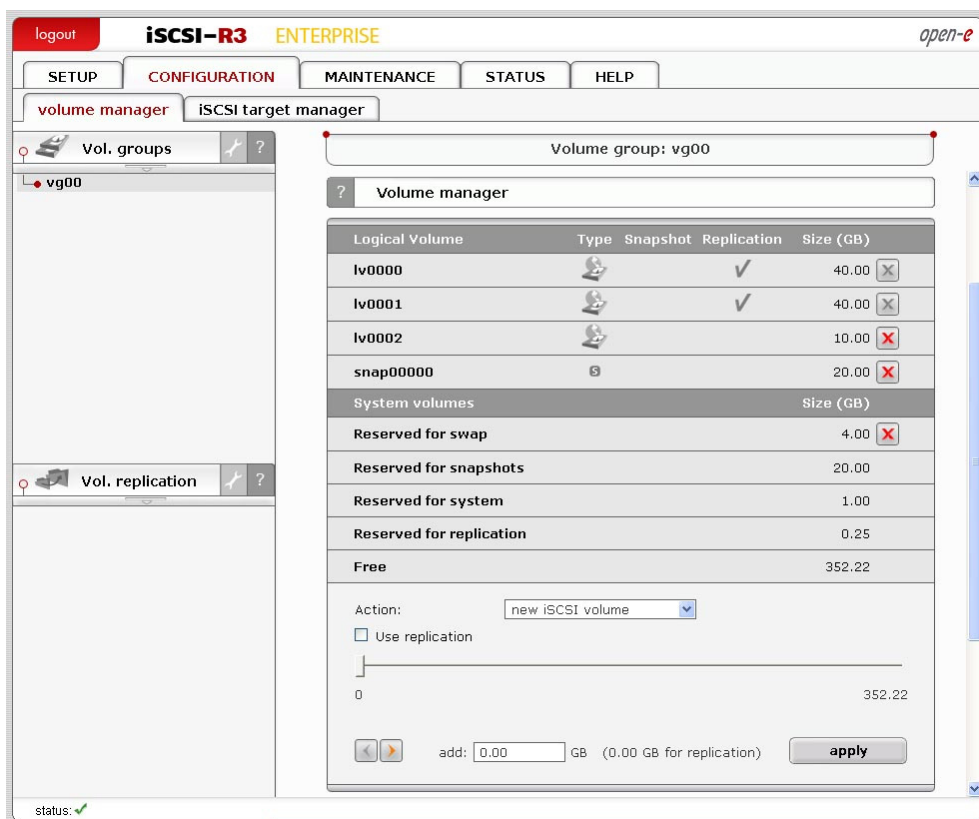 logout iSCSI-R3 ENTERPRISE open-e
SETUP CONFIGURATION MAINTENANCE STATUS HELP
volume manager iSCSI target manager
Vol. groups ?
vg00
Vol. replication ?
Volume group: vg00
? Volume manager
Logical Volume Type Snapshot Replication Size (GB)
lv0000 40.00
lv0001 40.00
lv0002 10.00
snap00000 S 20.00
System volumes Size (GB)
Reserved for swap 4.00
Reserved for snapshots 20.00
Reserved for system 1.00
Reserved for replication 0.25
Free 352.22
Action: new iSCSI volume
Use replication
0 352.22
add: 0.00 GB (0.00 GB for replication) apply
status: